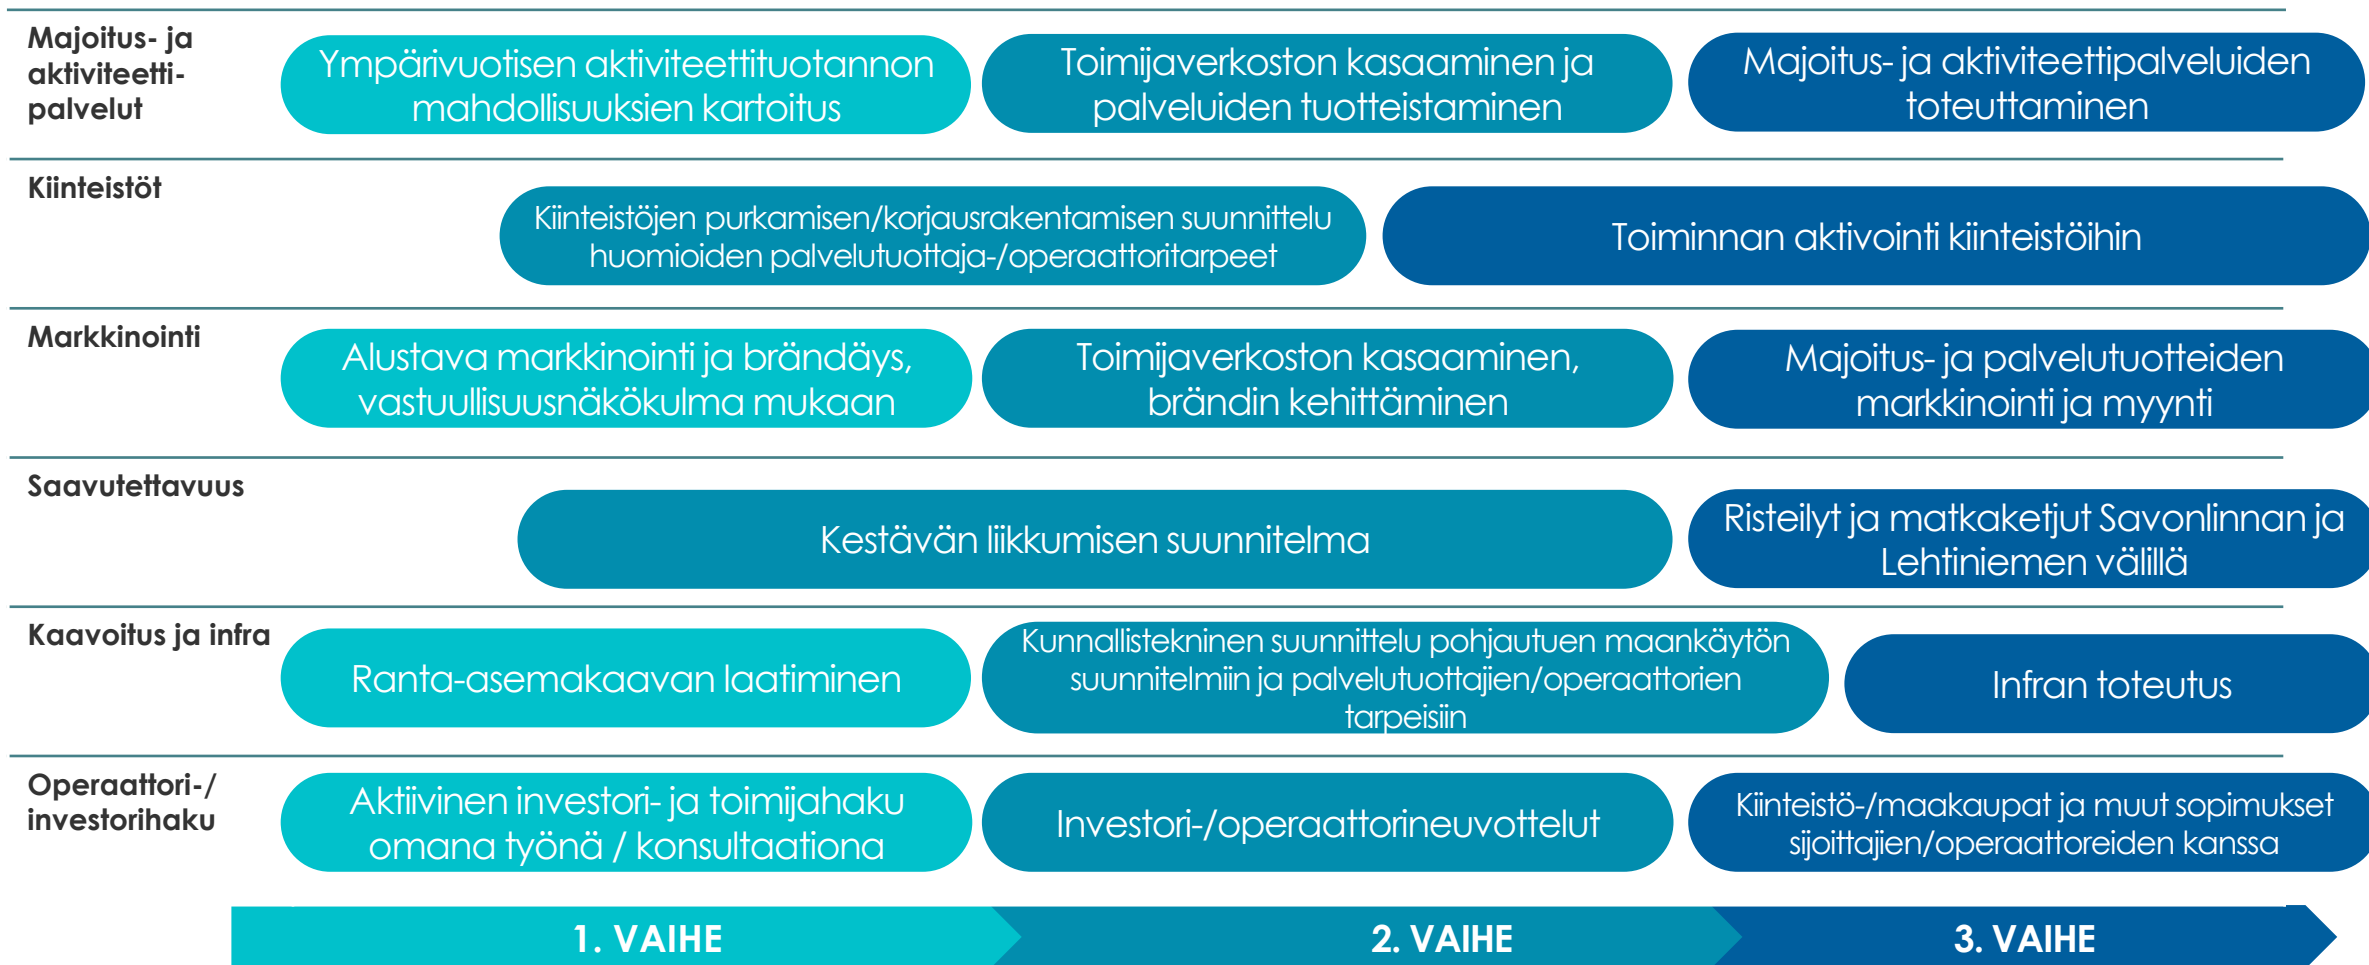 Majoitus- ja
aktiviteetti-
palvelut
Ympärivuotisen aktiviteettituotannon
mahdollisuuksien kartoitus
Toimijaverkoston kasaaminen ja
palveluiden tuotteistaminen
Majoitus- ja aktiviteettipalveluiden
toteuttaminen
Kiinteistöt
Kiinteistöjen purkamisen/korjausrakentamisen suunnittelu
huomioiden palvelutuottaja-/operaattoritarpeet
Toiminnan aktivointi kiinteistöihin
Markkinointi
Alustava markkinointi ja brändäys,
vastuullisuusnäkökulma mukaan
Toimijaverkoston kasaaminen,
brändin kehittäminen
Majoitus- ja palvelutuotteiden
markkinointi ja myynti
Saavutettavuus
Kestävän liikkumisen suunnitelma
Risteilyt ja matkaketjut Savonlinnan ja
Lehtiniemen välillä
Kaavoitus ja infra
Ranta-asemakaavan laatiminen
Kunnallistekninen suunnittelu pohjautuen maankäytön
suunnitelmiin ja palvelutuottajien/operaattorien
tarpeisiin
Infran toteutus
Operaattori-/
investorihaku
Aktiivinen investori- ja toimijahaku
omana työnä / konsultaationa
Investori-/operaattorineuvottelut
Kiinteistö-/maakaupat ja muut sopimukset
sijoittajien/operaattoreiden kanssa
1. VAIHE
2. VAIHE
3. VAIHE